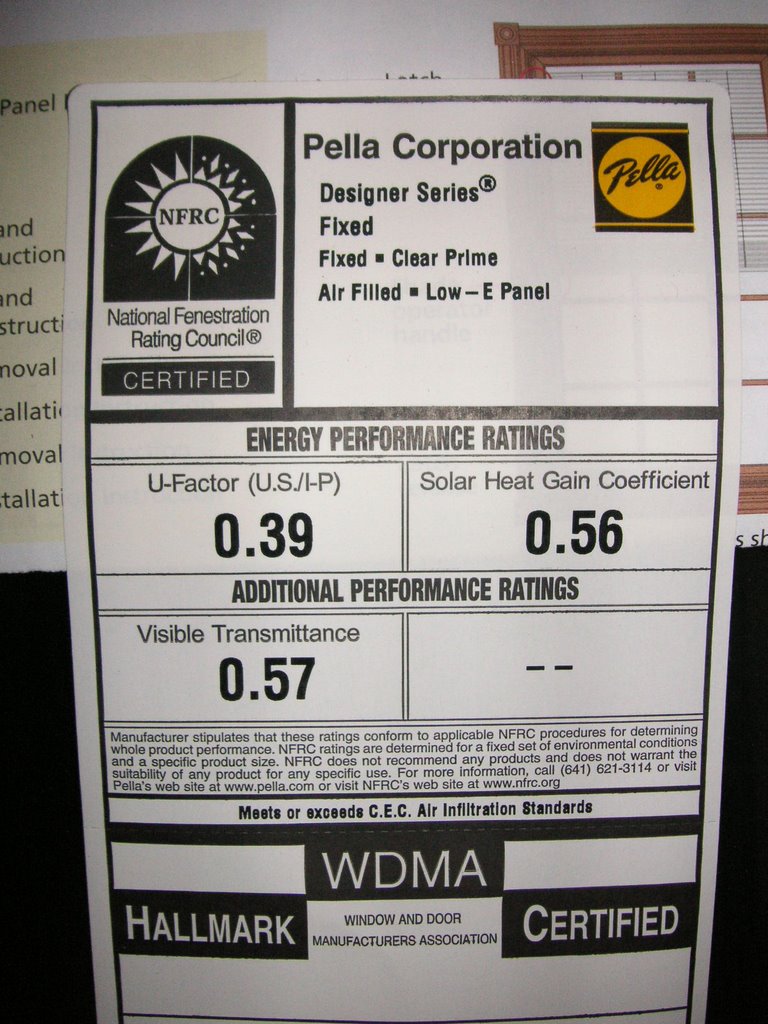 Panel
and
uction
and
structi
moval
tallati
moval
stallati
NFRC
National Fenestration
Rating Council®
CERTIFIED
Pella Corporation
Pella®
Designer Series®
Fixed
Fixed ■ Clear Prime
Air Filled ■ Low-E Panel
ENERGY PERFORMANCE RATINGS
U-Factor (U.S./I-P)
0.39
Solar Heat Gain Coefficient
0.56
ADDITIONAL PERFORMANCE RATINGS
Visible Transmittance
0.57
--
Manufacturer stipulates that these ratings conform to applicable NFRC procedures for determining
whole product performance. NFRC ratings are determined for a fixed set of environmental conditions
and a specific product size. NFRC does not recommend any products and does not warrant the
suitability of any product for any specific use. For more information, call (641) 621-3114 or visit
Pella's web site at www.pella.com or visit NFRC's web site at www.nfrc.org
Meets or exceeds C.E.C. Air Infiltration Standards
WDMA
HALLMARK
WINDOW AND DOOR
MANUFACTURERS ASSOCIATION
CERTIFIED